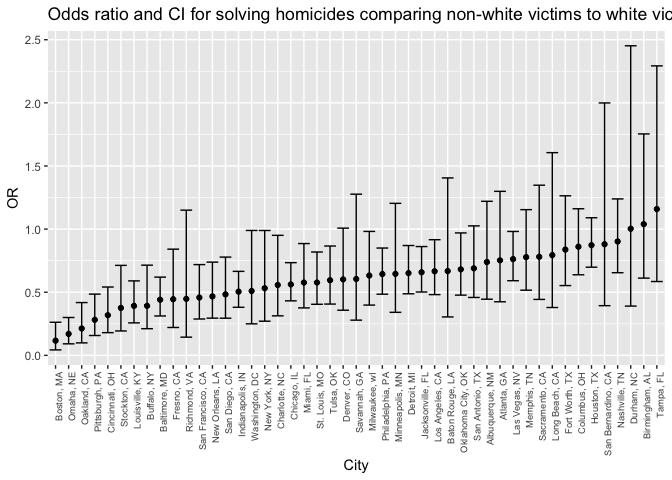 Odds ratio and CI for solving homicides comparing non-white victims to white vic
2.5
2.0
1.5
1.0
0.5
0.0
OR
Boston, MA
Omaha, NE
Oakland, CA
Pittsburgh, PA
Cincinnati, OH
Stockton, CA
Louisville, KY
Buffalo, NY
Baltimore, MD
Fresno, CA
Richmond, VA
San Francisco, CA
New Orleans, LA
San Diego, CA
Indianapolis, IN
Washington, DC
New York, NY
Charlotte, NC
Chicago, IL
Miami, FL
St. Louis, MO
Tulsa, OK
Denver, CO
Savannah, GA
Milwaukee, wI
Philadelphia, PA
Minneapolis, MN
Detroit, MI
Jacksonville, FL
Los Angeles, CA
Baton Rouge, LA
Oklahoma City, OK
San Antonio, TX
Albuquerque, NM
Atlanta, GA
Las Vegas, NV
Memphis, TN
Sacramento, CA
Long Beach, CA
Fort Worth, TX
Columbus, OH
Houston, TX
San Bernardino, CA
Nashville, TN
Durham, NC
Birmingham, AL
Tampa, FL
City